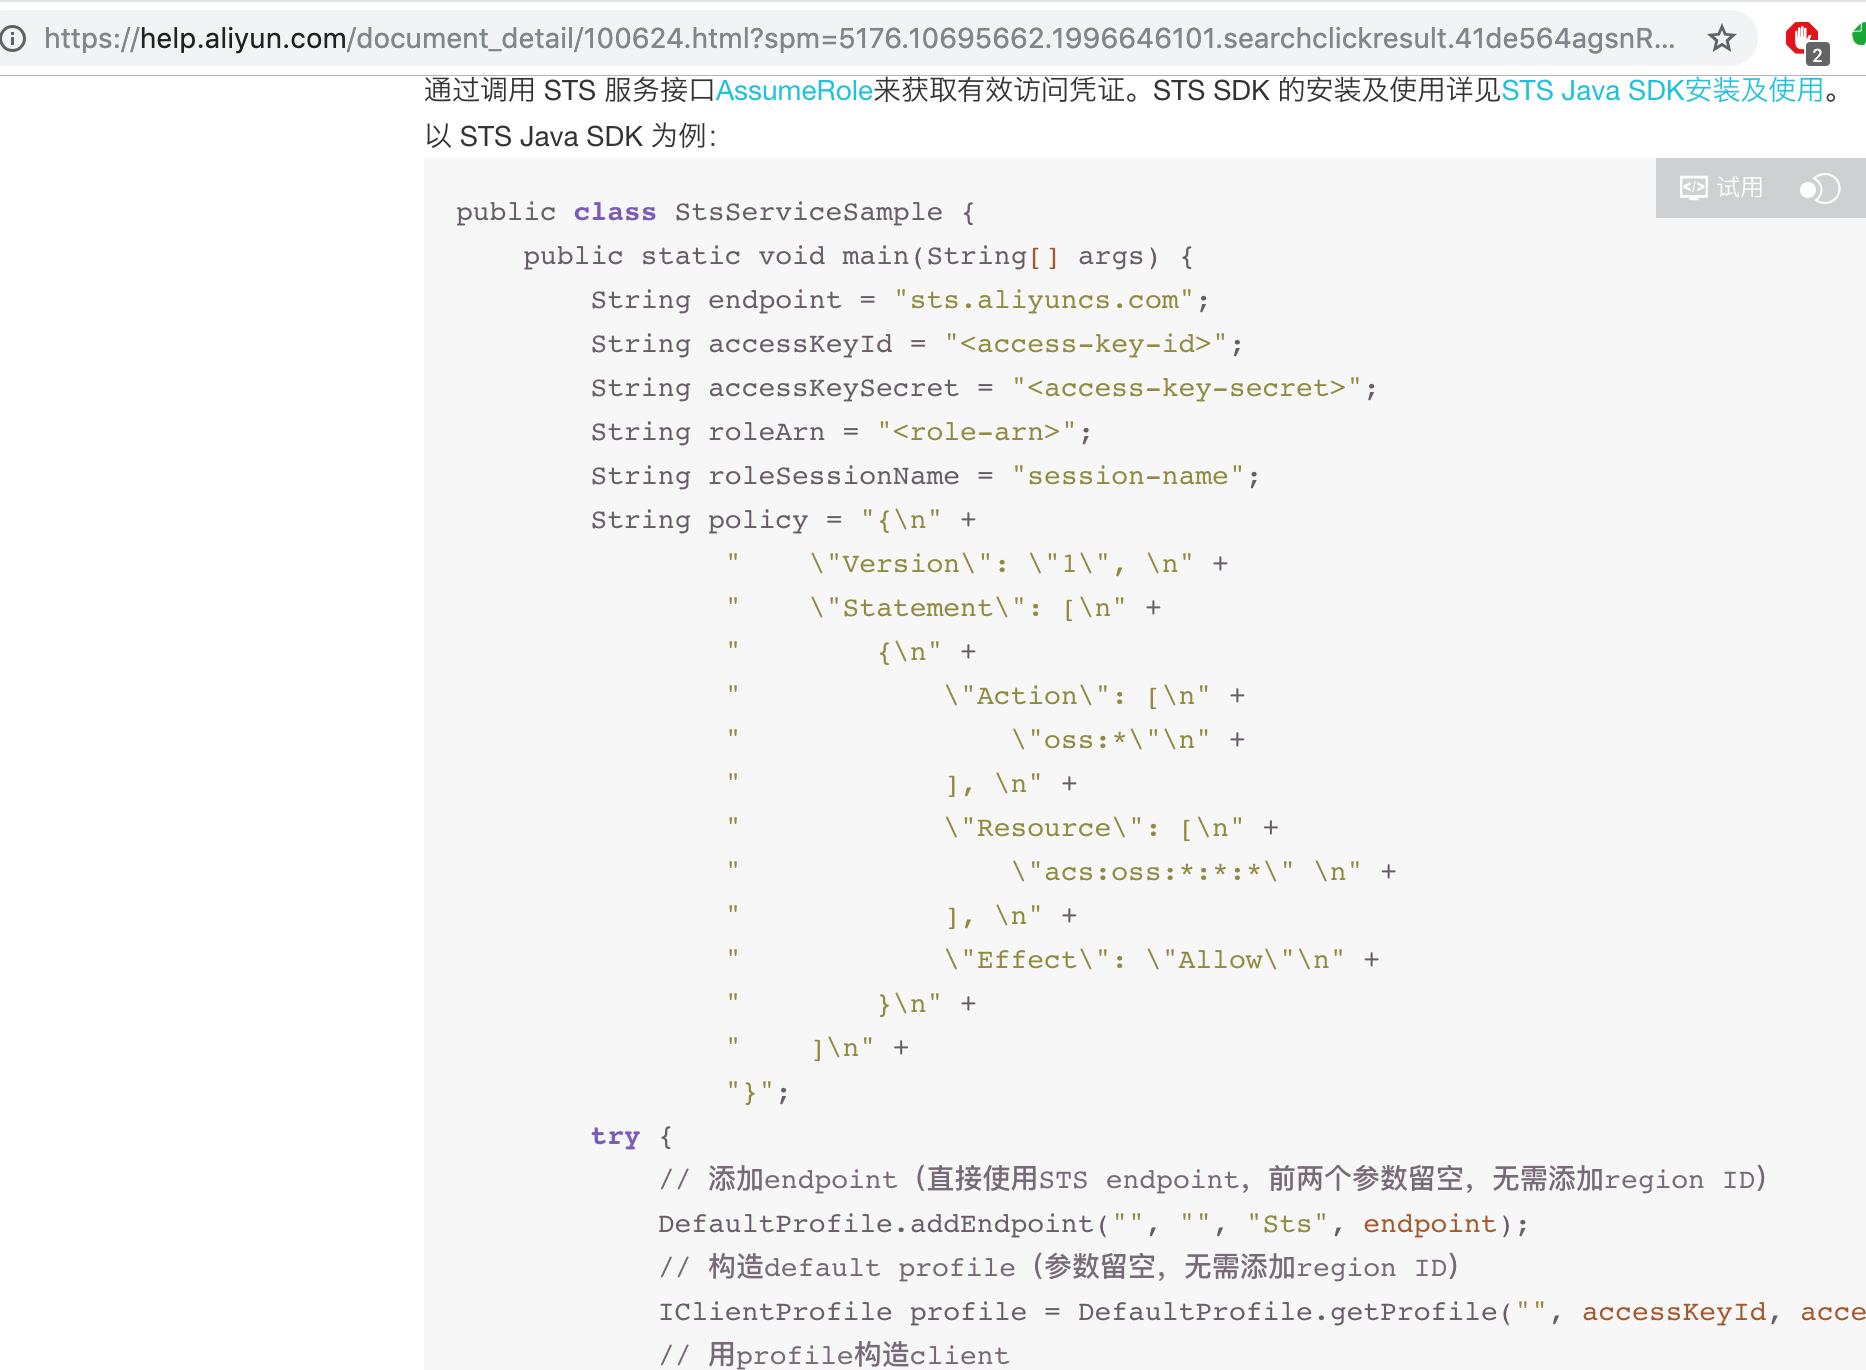 https://help.aliyun.com/document_detail/100624.html?spm=5176.10695662.1996646101.searchclickresult.41de564agsnR...
2
通过调用 STS 服务接口AssumeRole来获取有效访问凭证。STS SDK 的安装及使用详见STS Java SDK安装及使用。
以 STS Java SDK 为例：
试用
public class StsServiceSample {
    public static void main(String[] args) {
        String endpoint = "sts.aliyuncs.com";
        String accessKeyId = "<access-key-id>";
        String accessKeySecret = "<access-key-secret>";
        String roleArn = "<role-arn>";
        String roleSessionName = "session-name";
        String policy = "{\n" +
                "    \"Version\": \"1\", \n" +
                "    \"Statement\": [\n" +
                "        {\n" +
                "            \"Action\": [\n" +
                "                \"oss:*\"\n" +
                "            ], \n" +
                "            \"Resource\": [\n" +
                "                \"acs:oss:*:*:*\" \n" +
                "            ], \n" +
                "            \"Effect\": \"Allow\"\n" +
                "        }\n" +
                "    ]\n" +
                "}";
        try {
            // 添加endpoint（直接使用STS endpoint，前两个参数留空，无需添加region ID）
            DefaultProfile.addEndpoint("", "", "Sts", endpoint);
            // 构造default profile（参数留空，无需添加region ID）
            IClientProfile profile = DefaultProfile.getProfile("", accessKeyId, acce
            // 用profile构造client